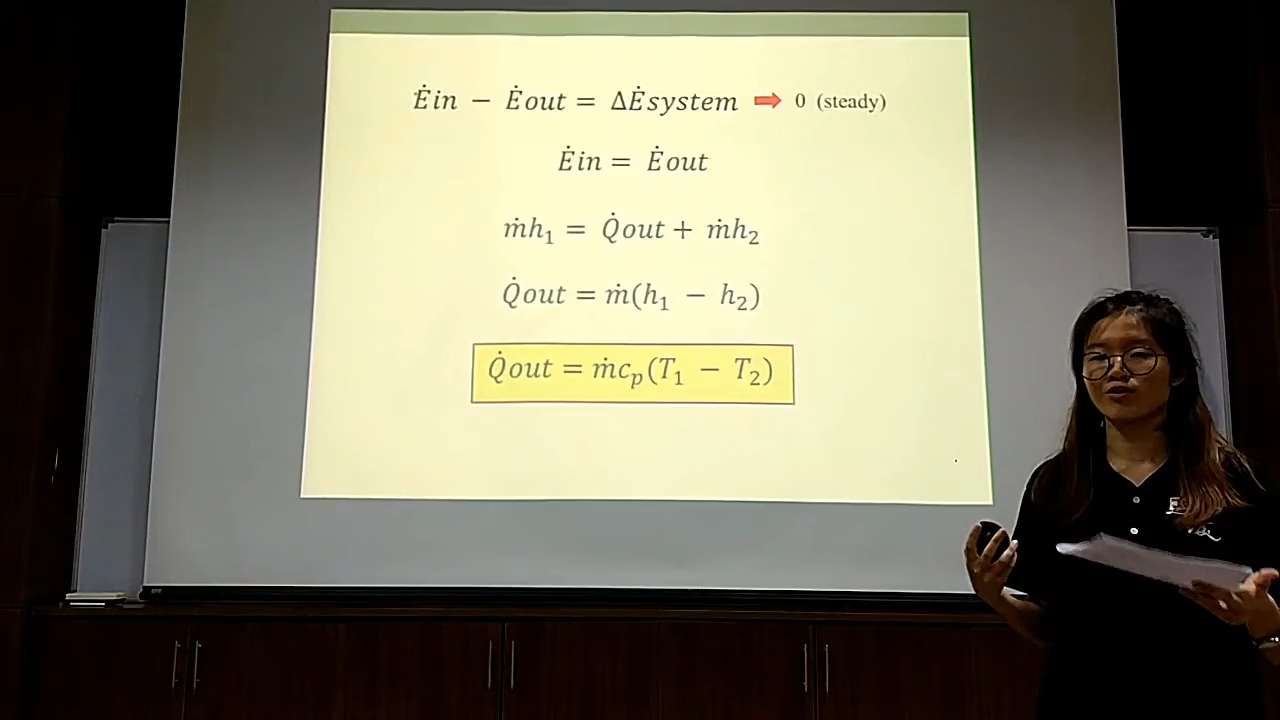 Ėin − Ėout = ΔĖsystem ➡ 0 (steady)
Ėin = Ėout
ṁh₁ = Q̇out + ṁh₂
Q̇out = ṁ(h₁ − h₂)
Q̇out = ṁcₚ(T₁ − T₂)